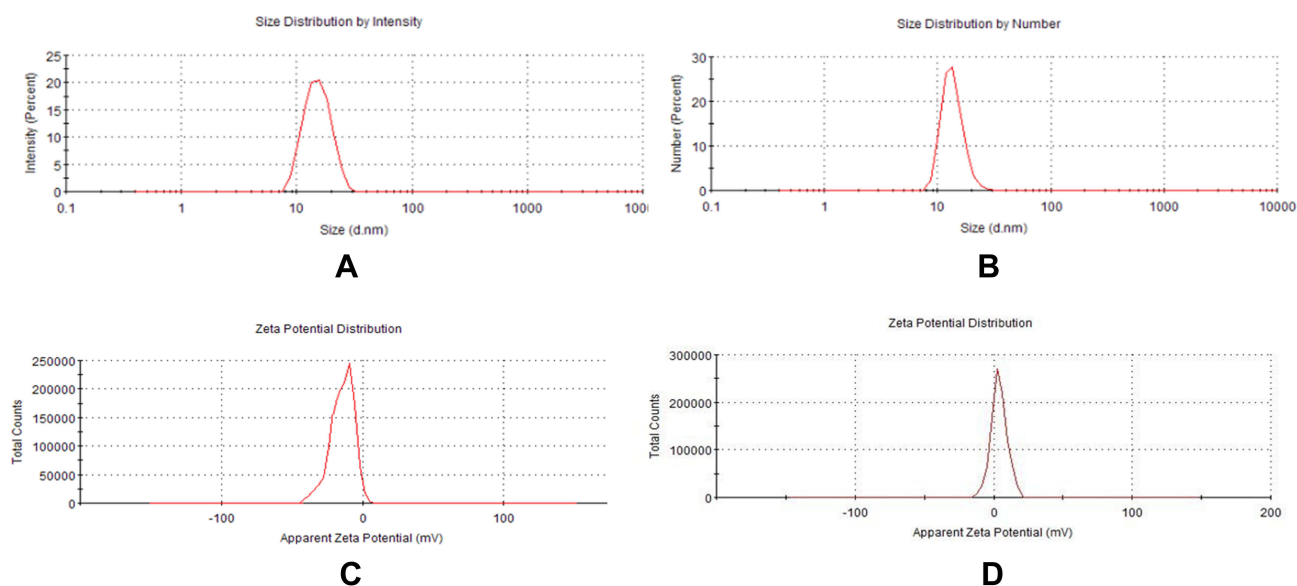 Size Distribution by Intensity
25
20
15
10
5
0
Intensity (Percent)
0.1 1 10 100 1000 1000
Size (d.nm)
A
Size Distribution by Number
30
20
10
0
Number (Percent)
0.1 1 10 100 1000 10000
Size (d.nm)
B
Zeta Potential Distribution
250000
200000
150000
100000
50000
0
Total Counts
-100 0 100
Apparent Zeta Potential (mV)
C
Zeta Potential Distribution
300000
200000
100000
0
Total Counts
-100 0 100 200
Apparent Zeta Potential (mV)
D